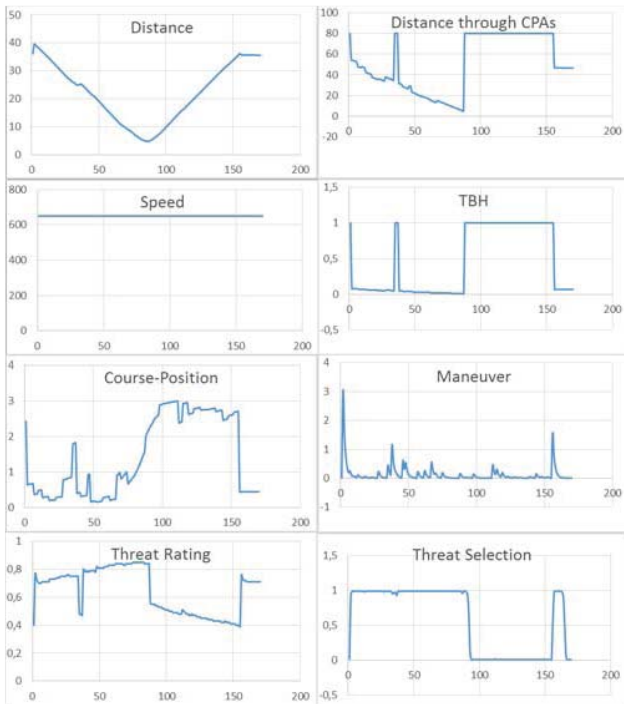 Distance
50
40
30
20
10
0
0 50 100 150 200
Distance through CPAs
100
80
60
40
20
0
-20
0 50 100 150 200
Speed
800
600
400
200
0
0 50 100 150 200
TBH
1,5
1
0,5
0
-0,5
0 50 100 150 200
Course-Position
4
3
2
1
0
0 50 100 150 200
Maneuver
4
3
2
1
0
-1
0 50 100 150 200
Threat Rating
1
0,8
0,6
0,4
0,2
0
0 50 100 150 200
Threat Selection
1,5
1
0,5
0
-0,5
0 50 100 150 200